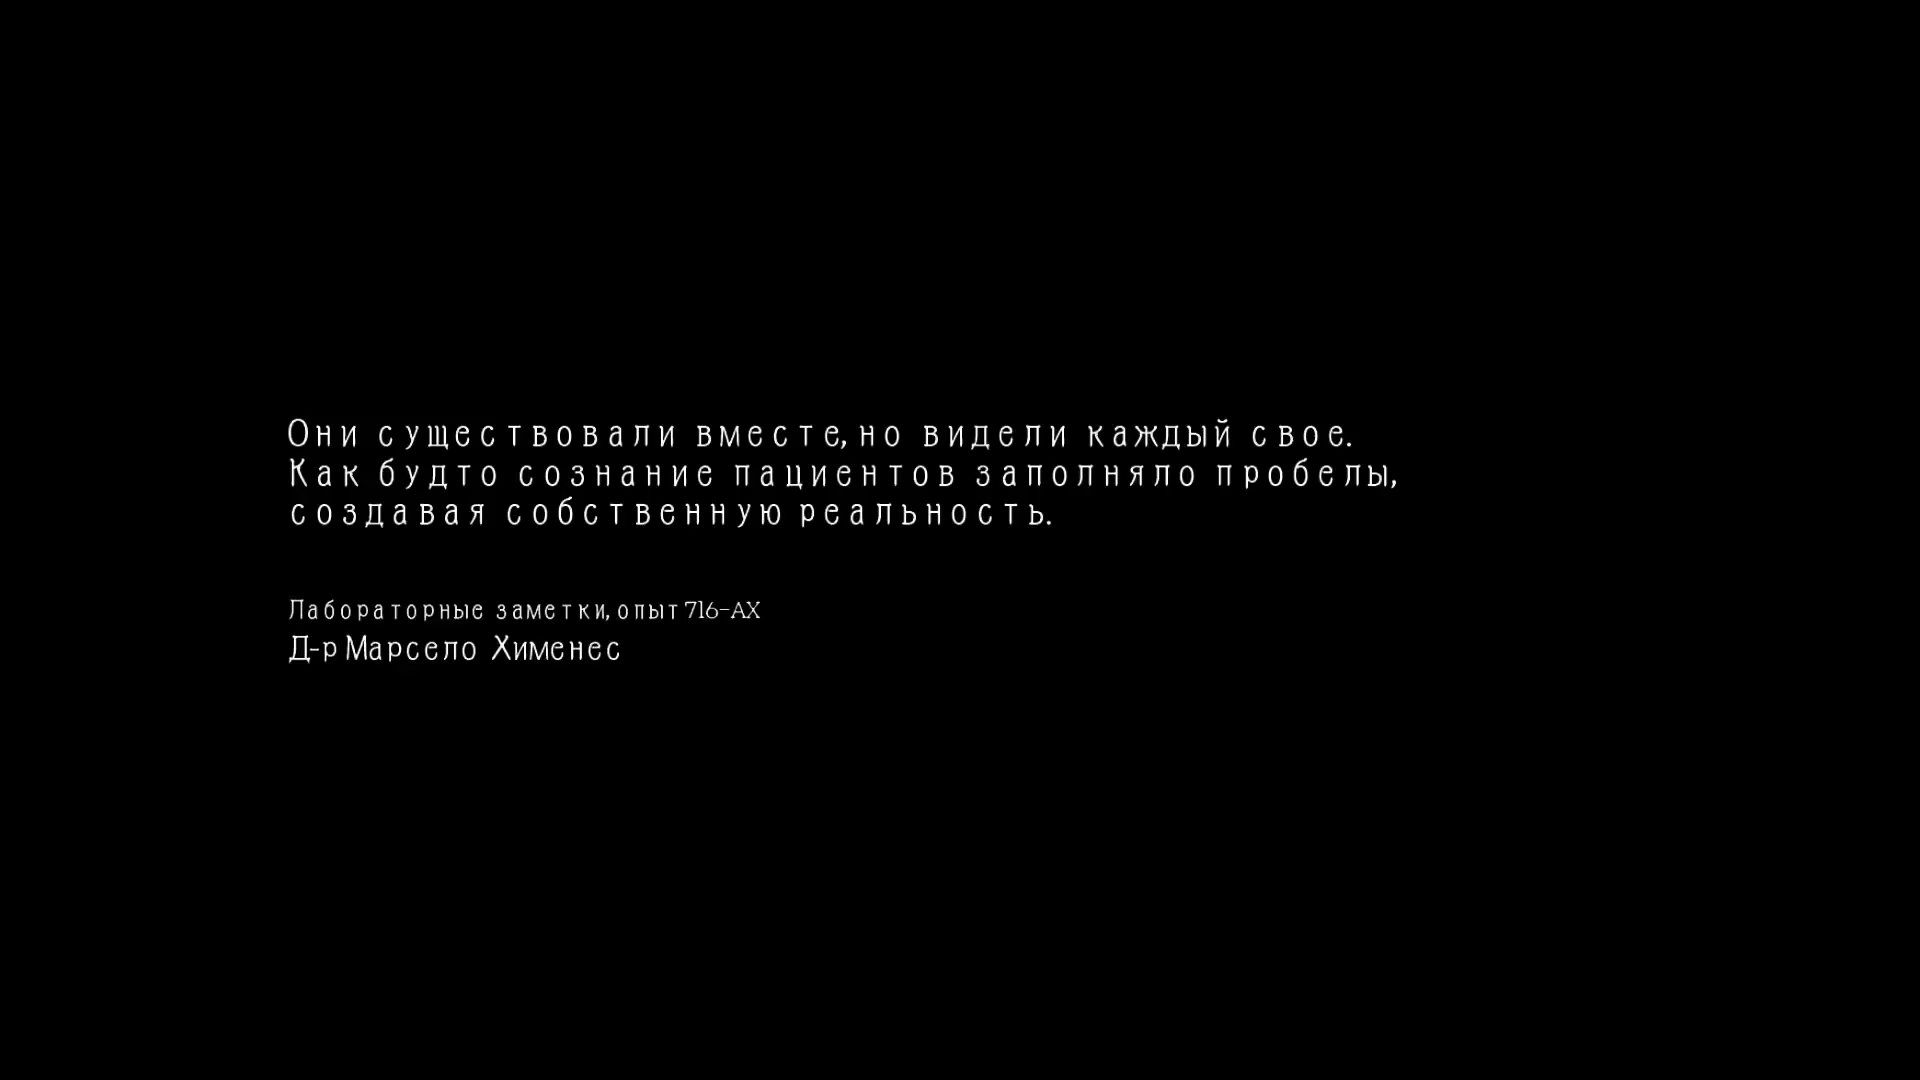 Они существовали вместе, но видели каждый свое.
Как будто сознание пациентов заполняло пробелы,
создавая собственную реальность.
Лабораторные заметки, опыт 716-AX
Д-р Марсело Хименес